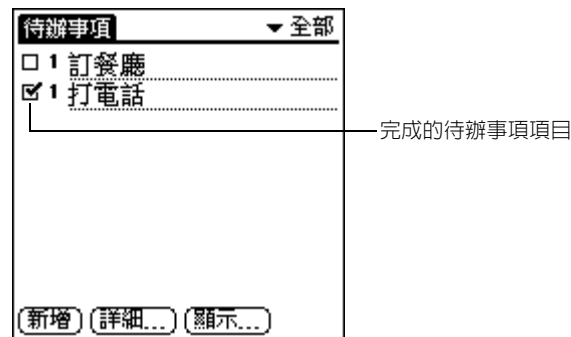 待辦事項 全部
1 訂餐廳
1 打電話
完成的待辦事項項目
新增 詳細... 顯示...